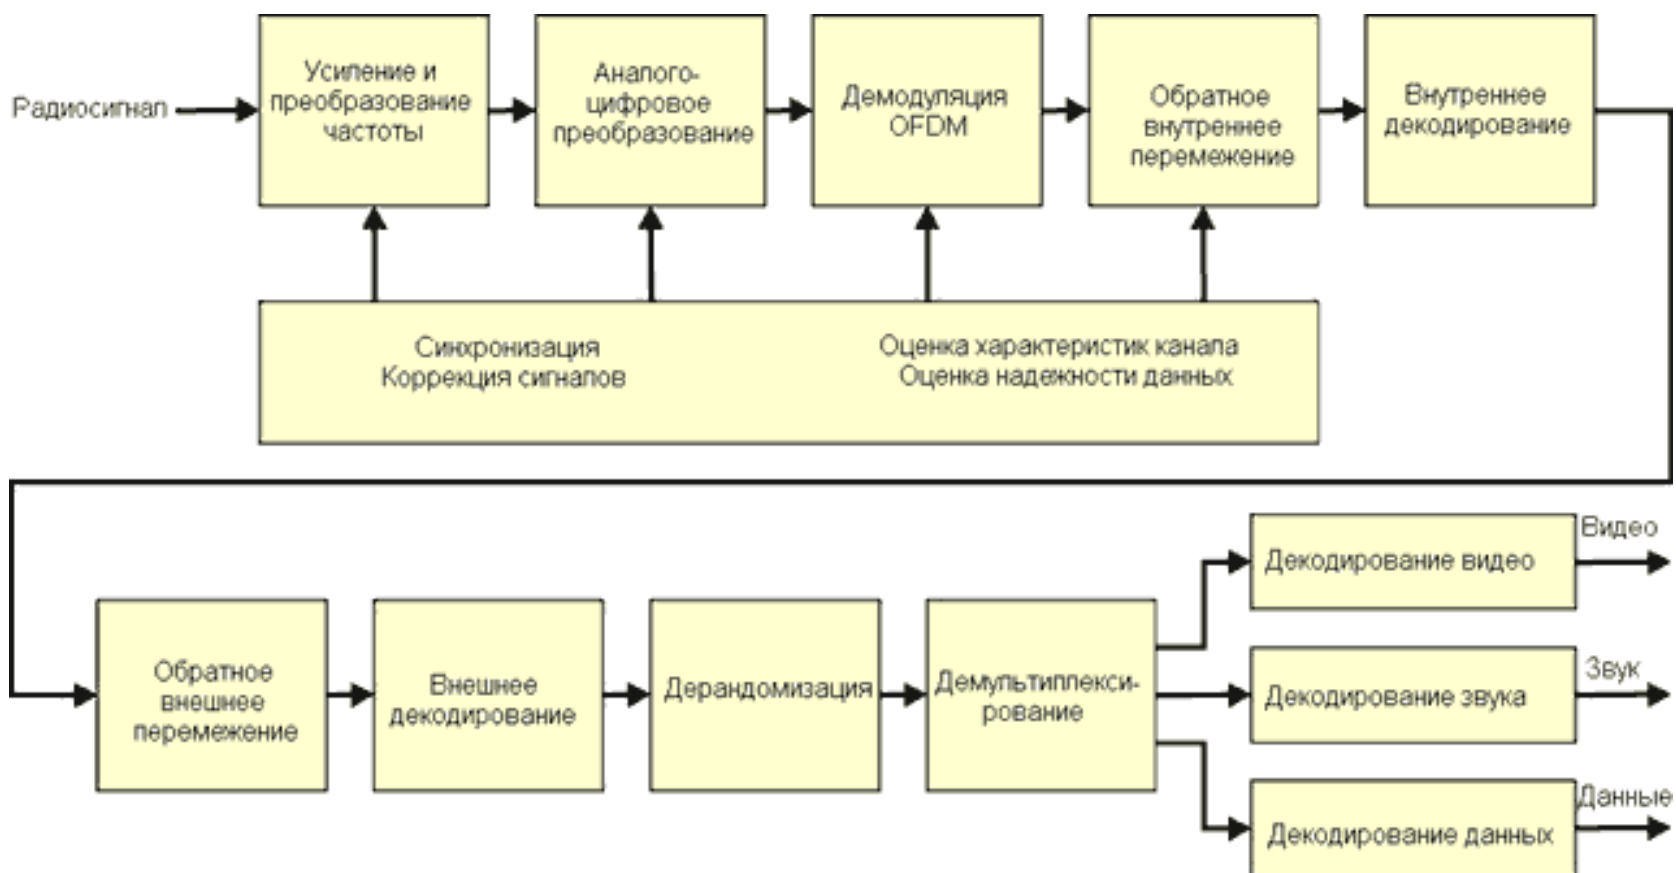 Радиосигнал
Усиление и
преобразование
частоты
Аналого-
цифровое
преобразование
Демодуляция
OFDM
Обратное
внутреннее
перемежение
Внутреннее
декодирование
Синхронизация
Коррекция сигналов
Оценка характеристик канала
Оценка надежности данных
Обратное
внешнее
перемежение
Внешнее
декодирование
Дерандомизация
Демультиплекси-
рование
Декодирование видео
Видео
Декодирование звука
Звук
Декодирование данных
Данные